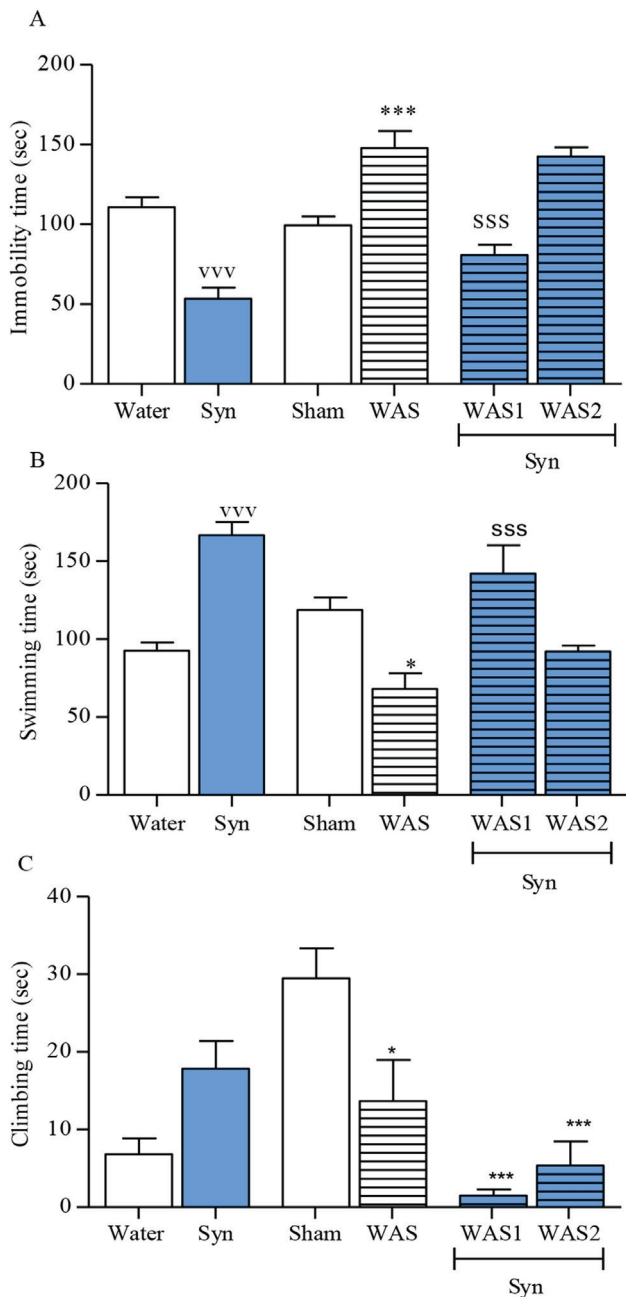 A
Immobility time (sec)
200
150
100
50
0
***
vvv
sss
Water Syn Sham WAS WAS1 WAS2
Syn
B
Swimming time (sec)
200
150
100
50
0
vvv
sss
*
Water Syn Sham WAS WAS1 WAS2
Syn
C
Climbing time (sec)
40
30
20
10
0
*
***
***
Water Syn Sham WAS WAS1 WAS2
Syn